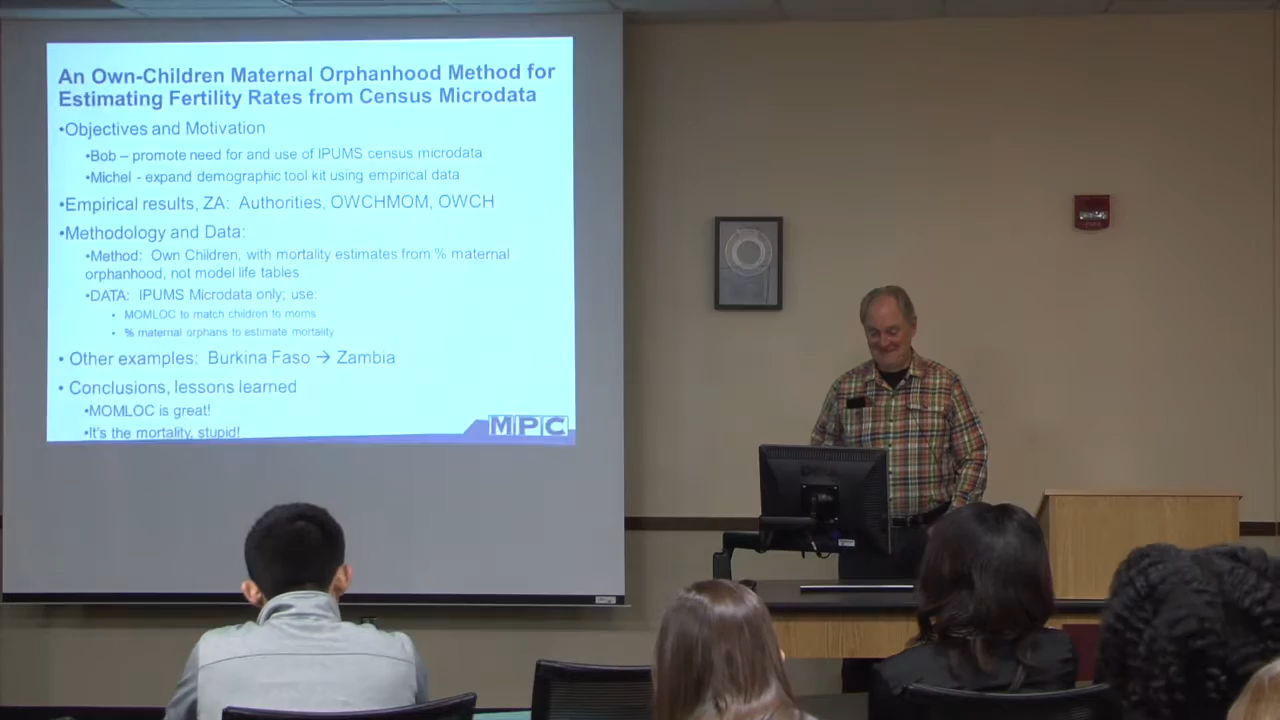 An Own-Children Maternal Orphanhood Method for
Estimating Fertility Rates from Census Microdata
•Objectives and Motivation
•Bob – promote need for and use of IPUMS census microdata
•Michel - expand demographic tool kit using empirical data
•Empirical results, ZA: Authorities, OWCHMOM, OWCH
•Methodology and Data:
•Method: Own Children, with mortality estimates from % maternal
orphanhood, not model life tables
•DATA: IPUMS Microdata only; use:
• MOMLOC to match children to moms
• % maternal orphans to estimate mortality
• Other examples: Burkina Faso → Zambia
• Conclusions, lessons learned
•MOMLOC is great!
•It's the mortality, stupid!
MPC